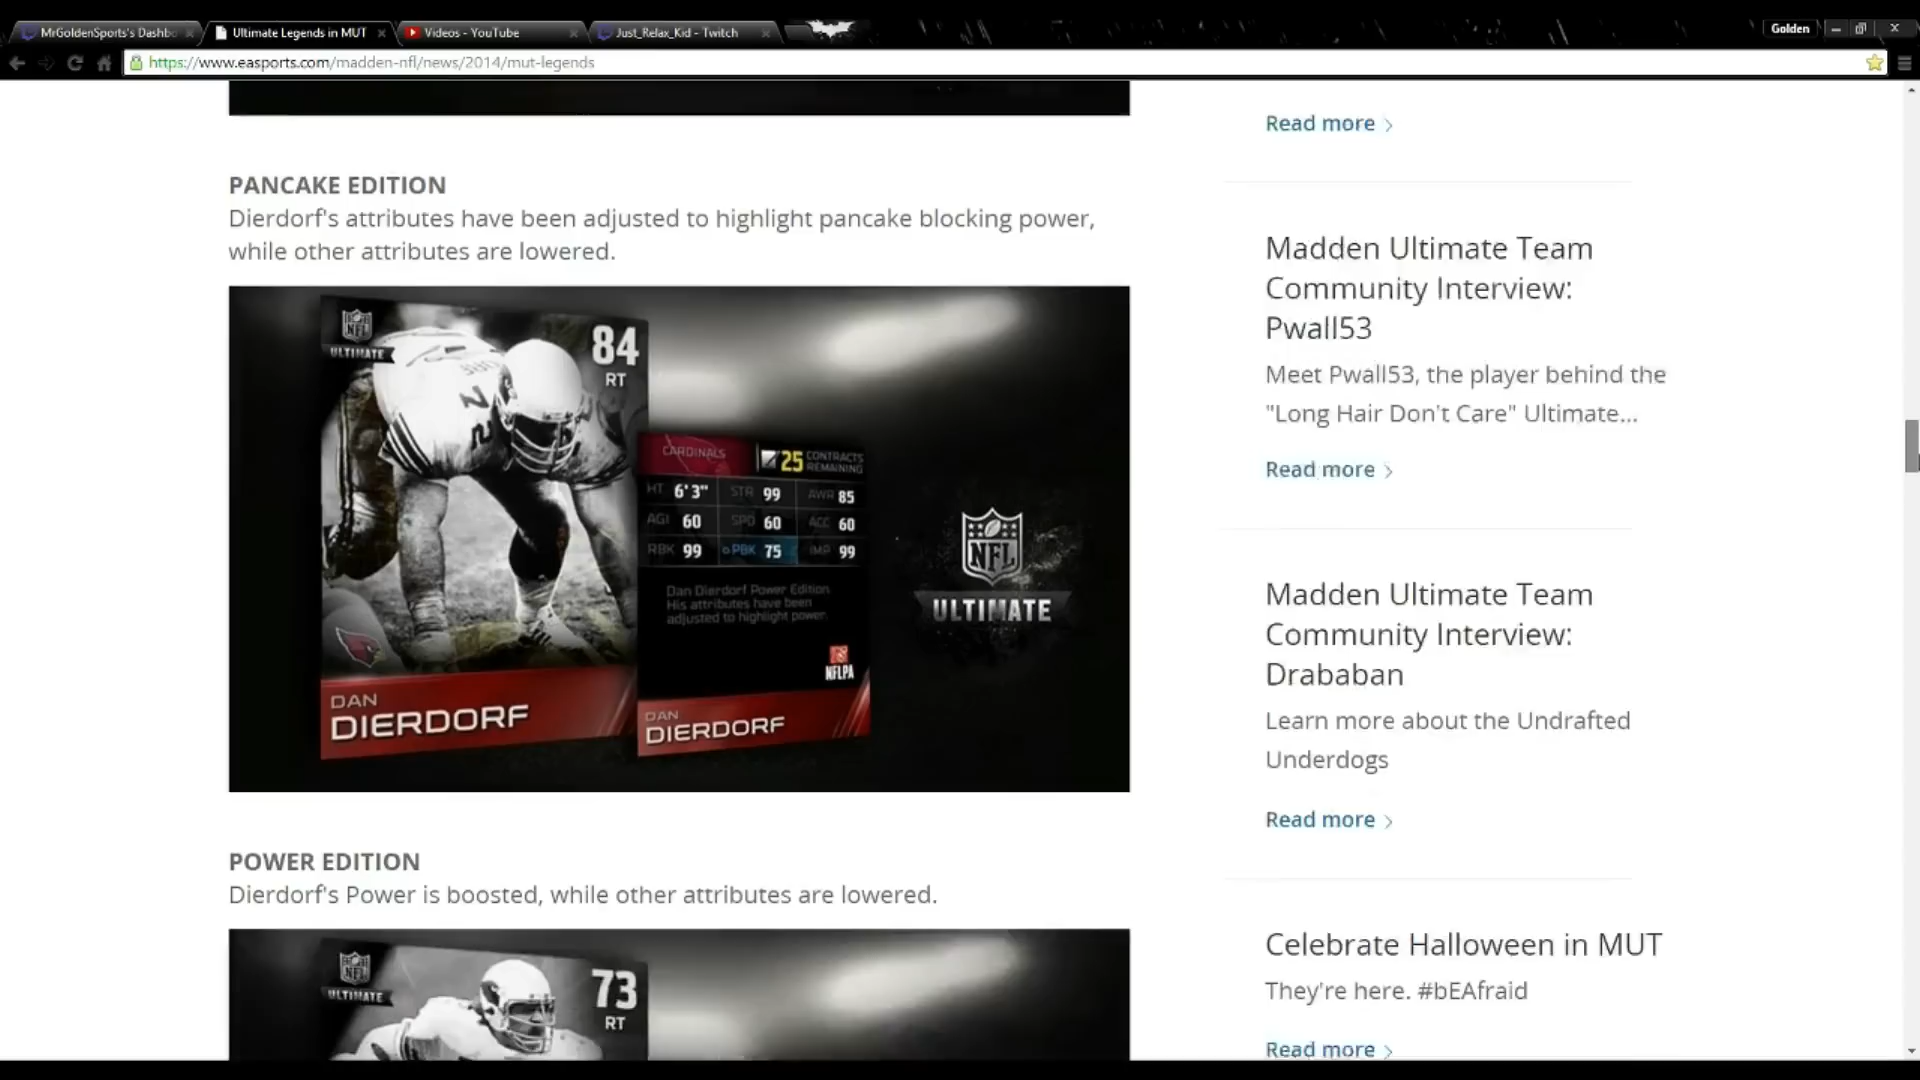 MrGoldenSports's Dashbo
Ultimate Legends in MUT
Videos - YouTube
Just_Relax_Kid - Twitch
Golden
https://www.easports.com/madden-nfl/news/2014/mut-legends
PANCAKE EDITION
Dierdorf's attributes have been adjusted to highlight pancake blocking power,
while other attributes are lowered.
NFL
ULTIMATE
84
RT
22
DAN
DIERDORF
CARDINALS
25 CONTRACTS
REMAINING
HT 6'3" STR 99 AWR 85
AGI 60 SPD 60 ACC 60
RBK 99 PBK 75 IMP 99
Dan Dierdorf Power Edition.
His attributes have been
adjusted to highlight power.
NFLPA
DAN
DIERDORF
NFL
ULTIMATE
POWER EDITION
Dierdorf's Power is boosted, while other attributes are lowered.
NFL
ULTIMATE
73
RT
Read more
Madden Ultimate Team
Community Interview:
Pwall53
Meet Pwall53, the player behind the
"Long Hair Don't Care" Ultimate...
Read more
Madden Ultimate Team
Community Interview:
Drababan
Learn more about the Undrafted
Underdogs
Read more
Celebrate Halloween in MUT
They're here. #bEAfraid
Read more